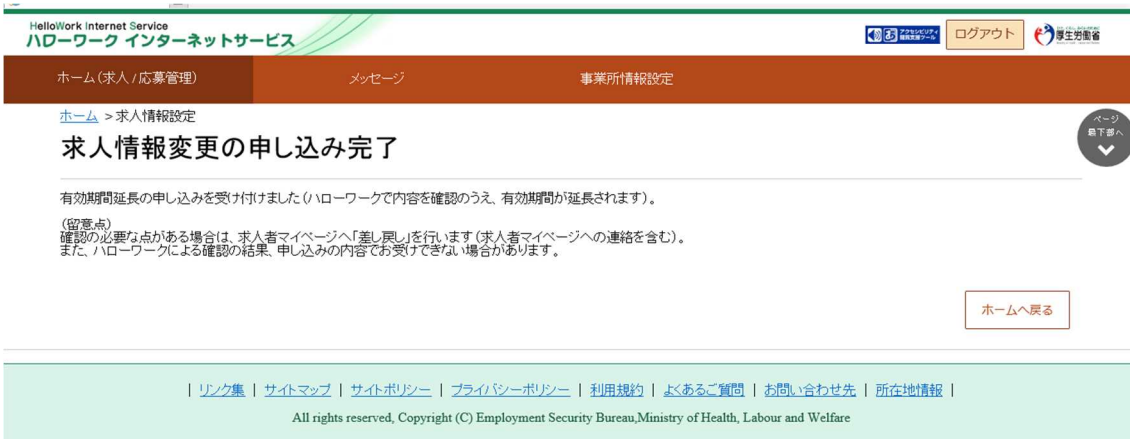 HelloWork Internet Service
ハローワーク インターネットサービス
ログアウト
厚生労働省
ホーム（求人 / 応募管理）
メッセージ
事業所情報設定
ホーム ＞求人情報設定
ページ
最下部へ
求人情報変更の申し込み完了
有効期間延長の申し込みを受け付けました（ハローワークで内容を確認のうえ、有効期間が延長されます）。
（留意点）
確認の必要な点がある場合は、求人者マイページへ「差し戻し」を行います（求人者マイページへの連絡を含む）。
また、ハローワークによる確認の結果、申し込みの内容でお受けできない場合があります。
ホームへ戻る
| リンク集 | サイトマップ | サイトポリシー | プライバシーポリシー | 利用規約 | よくあるご質問 | お問い合わせ先 | 所在地情報 |
All rights reserved, Copyright (C) Employment Security Bureau,Ministry of Health, Labour and Welfare